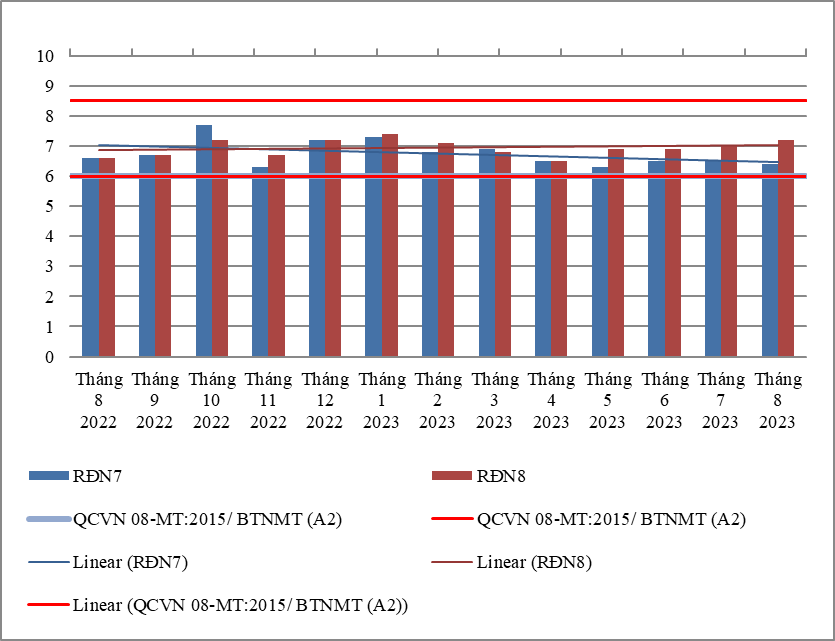 10
9
8
7
6
5
4
3
2
1
0
Tháng Tháng Tháng Tháng Tháng Tháng Tháng Tháng Tháng Tháng Tháng Tháng Tháng
8 9 10 11 12 1 2 3 4 5 6 7 8
2022 2022 2022 2022 2022 2023 2023 2023 2023 2023 2023 2023 2023
RĐN7 RĐN8
QCVN 08-MT:2015/ BTNMT (A2) QCVN 08-MT:2015/ BTNMT (A2)
Linear (RĐN7) Linear (RĐN8)
Linear (QCVN 08-MT:2015/ BTNMT (A2))